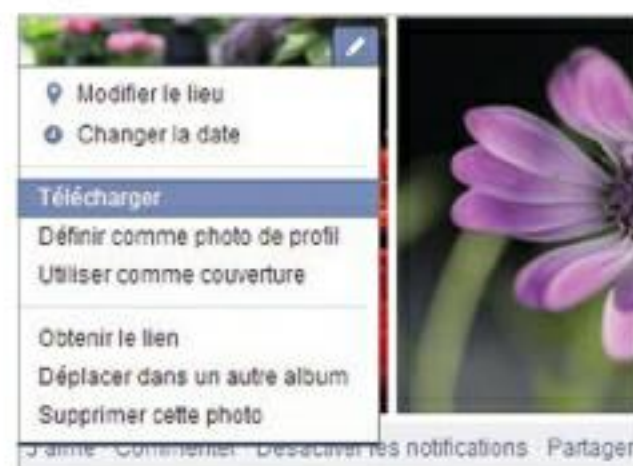 Modifier le lieu
Changer la date
Télécharger
Définir comme photo de profil
Utiliser comme couverture
Obtenir le lien
Déplacer dans un autre album
Supprimer cette photo
J'aime · Commenter · Désactiver les notifications · Partager